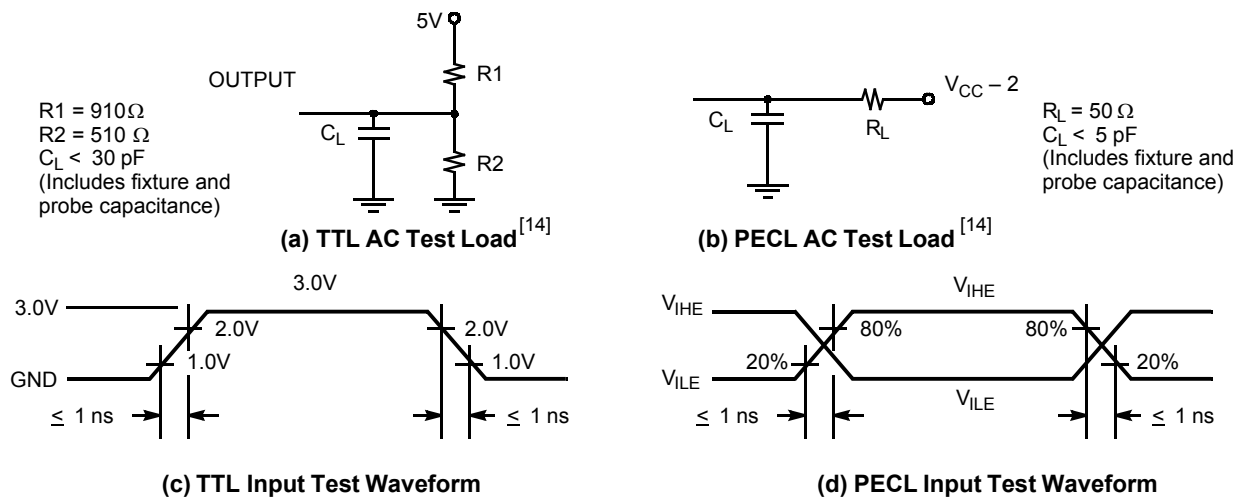 5V
R1
OUTPUT
R1 = 910Ω
R2 = 510 Ω
C_L < 30 pF
(Includes fixture and
probe capacitance)
C_L
R2
(a) TTL AC Test Load[14]
V_CC – 2
C_L
R_L
R_L = 50 Ω
C_L < 5 pF
(Includes fixture and
probe capacitance)
(b) PECL AC Test Load[14]
3.0V
3.0V
2.0V
2.0V
1.0V
1.0V
GND
≤ 1 ns
≤ 1 ns
(c) TTL Input Test Waveform
V_IHE
V_IHE
80%
80%
20%
20%
V_ILE
V_ILE
≤ 1 ns
≤ 1 ns
(d) PECL Input Test Waveform